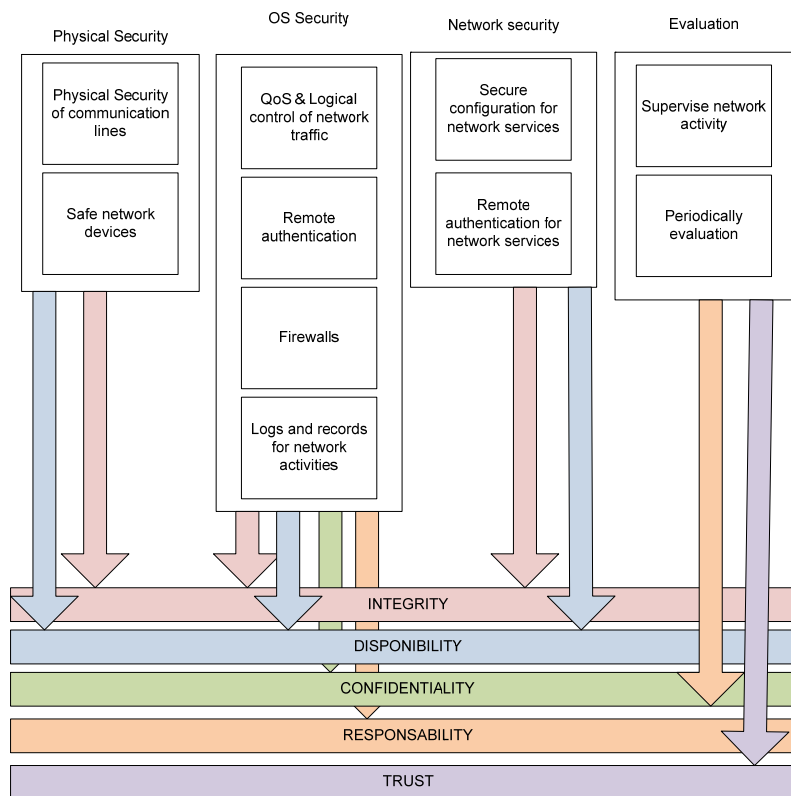 Physical Security
Physical Security
of communication
lines
Safe network
devices
OS Security
QoS & Logical
control of network
traffic
Remote
authentication
Firewalls
Logs and records
for network
activities
Network security
Secure
configuration for
network services
Remote
authentication for
network services
Evaluation
Supervise network
activity
Periodically
evaluation
INTEGRITY
DISPONIBILITY
CONFIDENTIALITY
RESPONSABILITY
TRUST